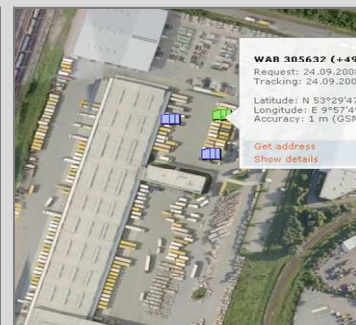 WAB 305632 (+49
Request: 24.09.200
Tracking: 24.09.200
Latitude: N 53°29'47
Longitude: E 9°57'49
Accuracy: 1 m (GSM
Get address
Show details